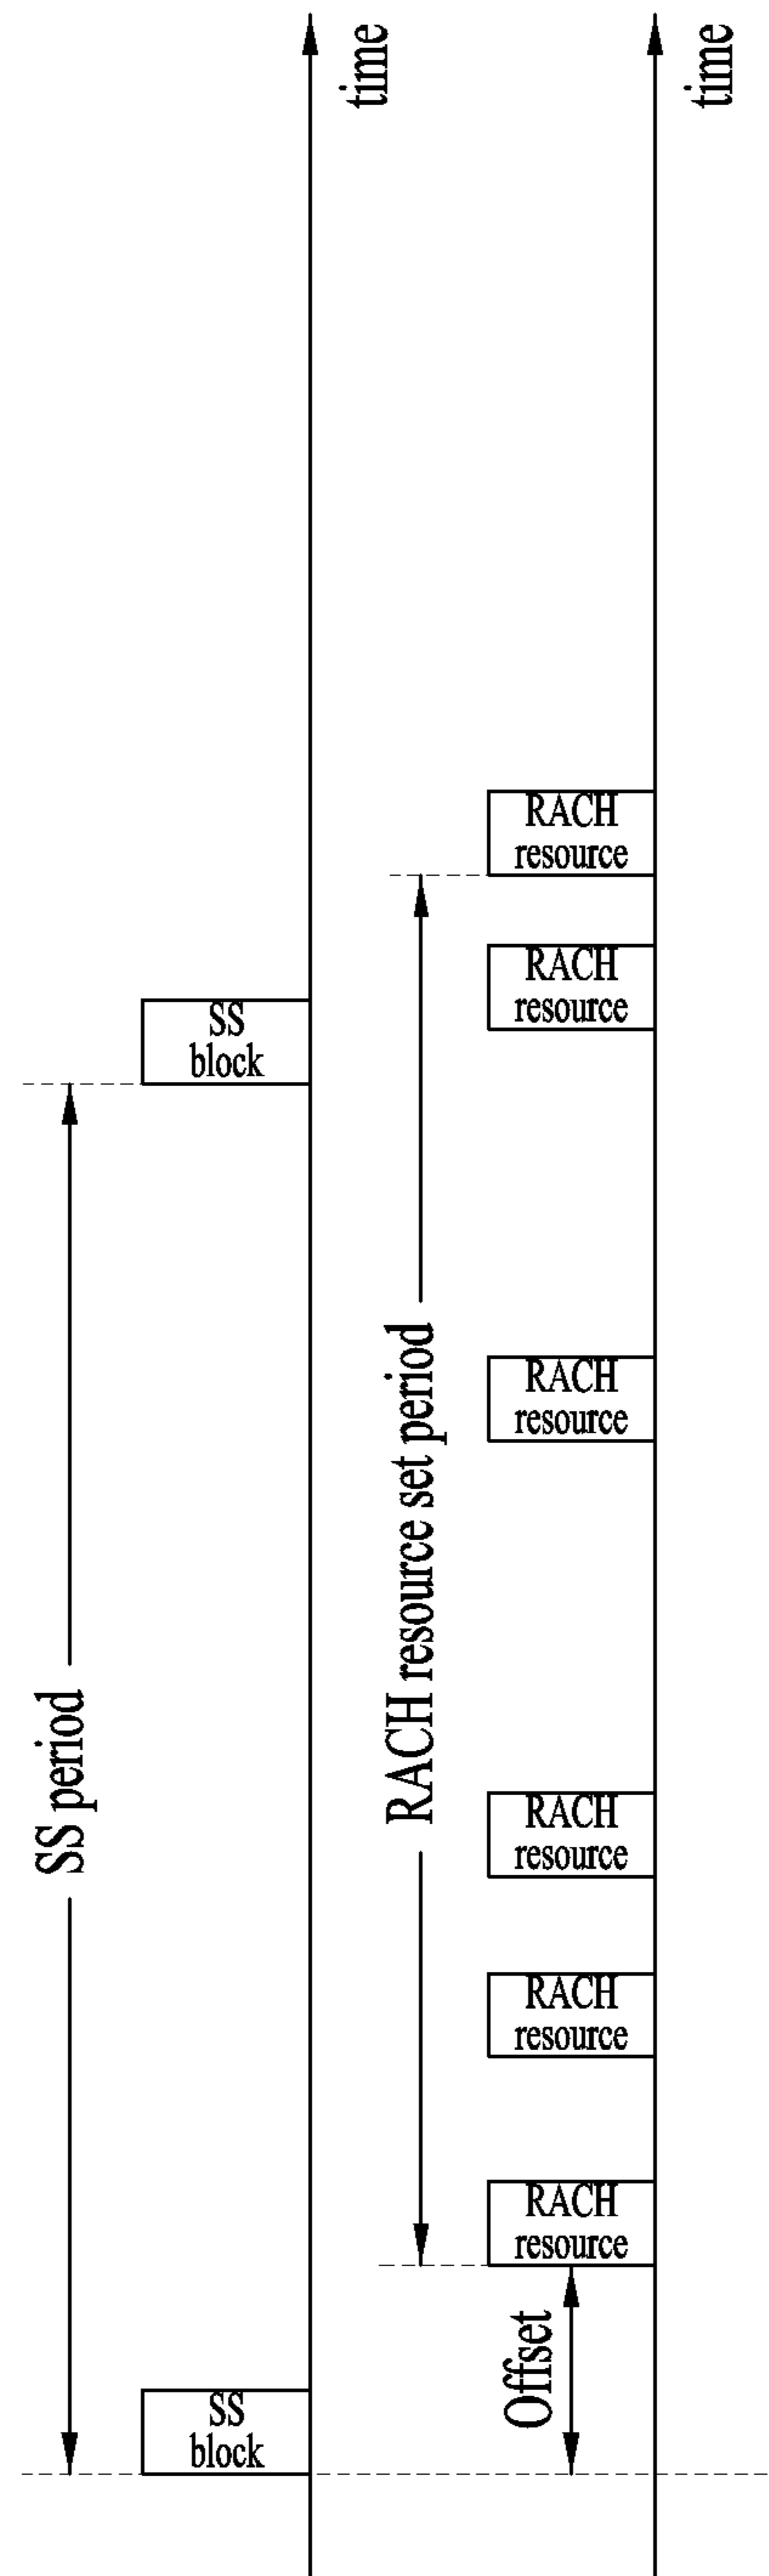 time
time
RACH
resource
RACH
resource
SS
block
RACH
resource
RACH resource set period
SS period
RACH
resource
RACH
resource
RACH
resource
Offset
SS
block